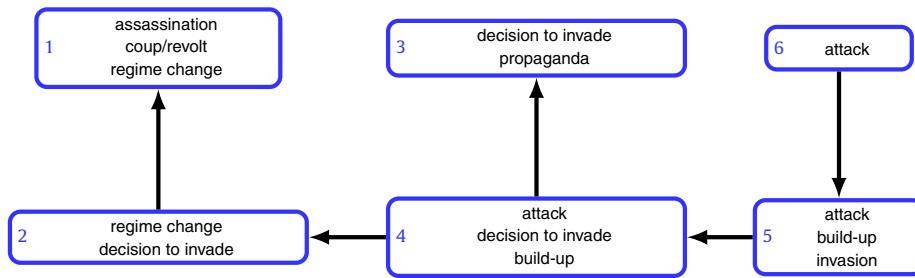 1
assassination
coup/revolt
regime change
3
decision to invade
propaganda
6
attack
2
regime change
decision to invade
4
attack
decision to invade
build-up
5
attack
build-up
invasion